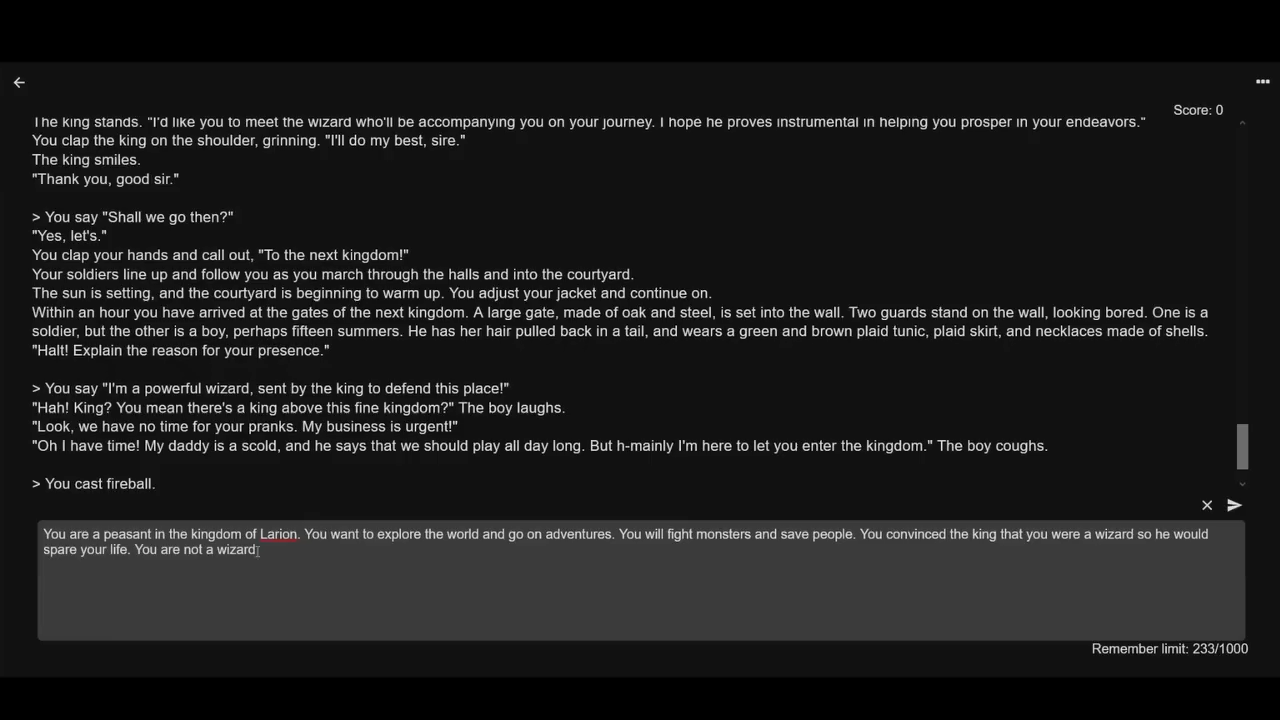 Score: 0
The king stands. "I'd like you to meet the wizard who'll be accompanying you on your journey. I hope he proves instrumental in helping you prosper in your endeavors."
You clap the king on the shoulder, grinning. "I'll do my best, sire."
The king smiles.
"Thank you, good sir."
> You say "Shall we go then?"
"Yes, let's."
You clap your hands and call out, "To the next kingdom!"
Your soldiers line up and follow you as you march through the halls and into the courtyard.
The sun is setting, and the courtyard is beginning to warm up. You adjust your jacket and continue on.
Within an hour you have arrived at the gates of the next kingdom. A large gate, made of oak and steel, is set into the wall. Two guards stand on the wall, looking bored. One is a
soldier, but the other is a boy, perhaps fifteen summers. He has her hair pulled back in a tail, and wears a green and brown plaid tunic, plaid skirt, and necklaces made of shells.
"Halt! Explain the reason for your presence."
> You say "I'm a powerful wizard, sent by the king to defend this place!"
"Hah! King? You mean there's a king above this fine kingdom?" The boy laughs.
"Look, we have no time for your pranks. My business is urgent!"
"Oh I have time! My daddy is a scold, and he says that we should play all day long. But h-mainly I'm here to let you enter the kingdom." The boy coughs.
> You cast fireball.
You are a peasant in the kingdom of Larion. You want to explore the world and go on adventures. You will fight monsters and save people. You convinced the king that you were a wizard so he would
spare your life. You are not a wizard
Remember limit: 233/1000